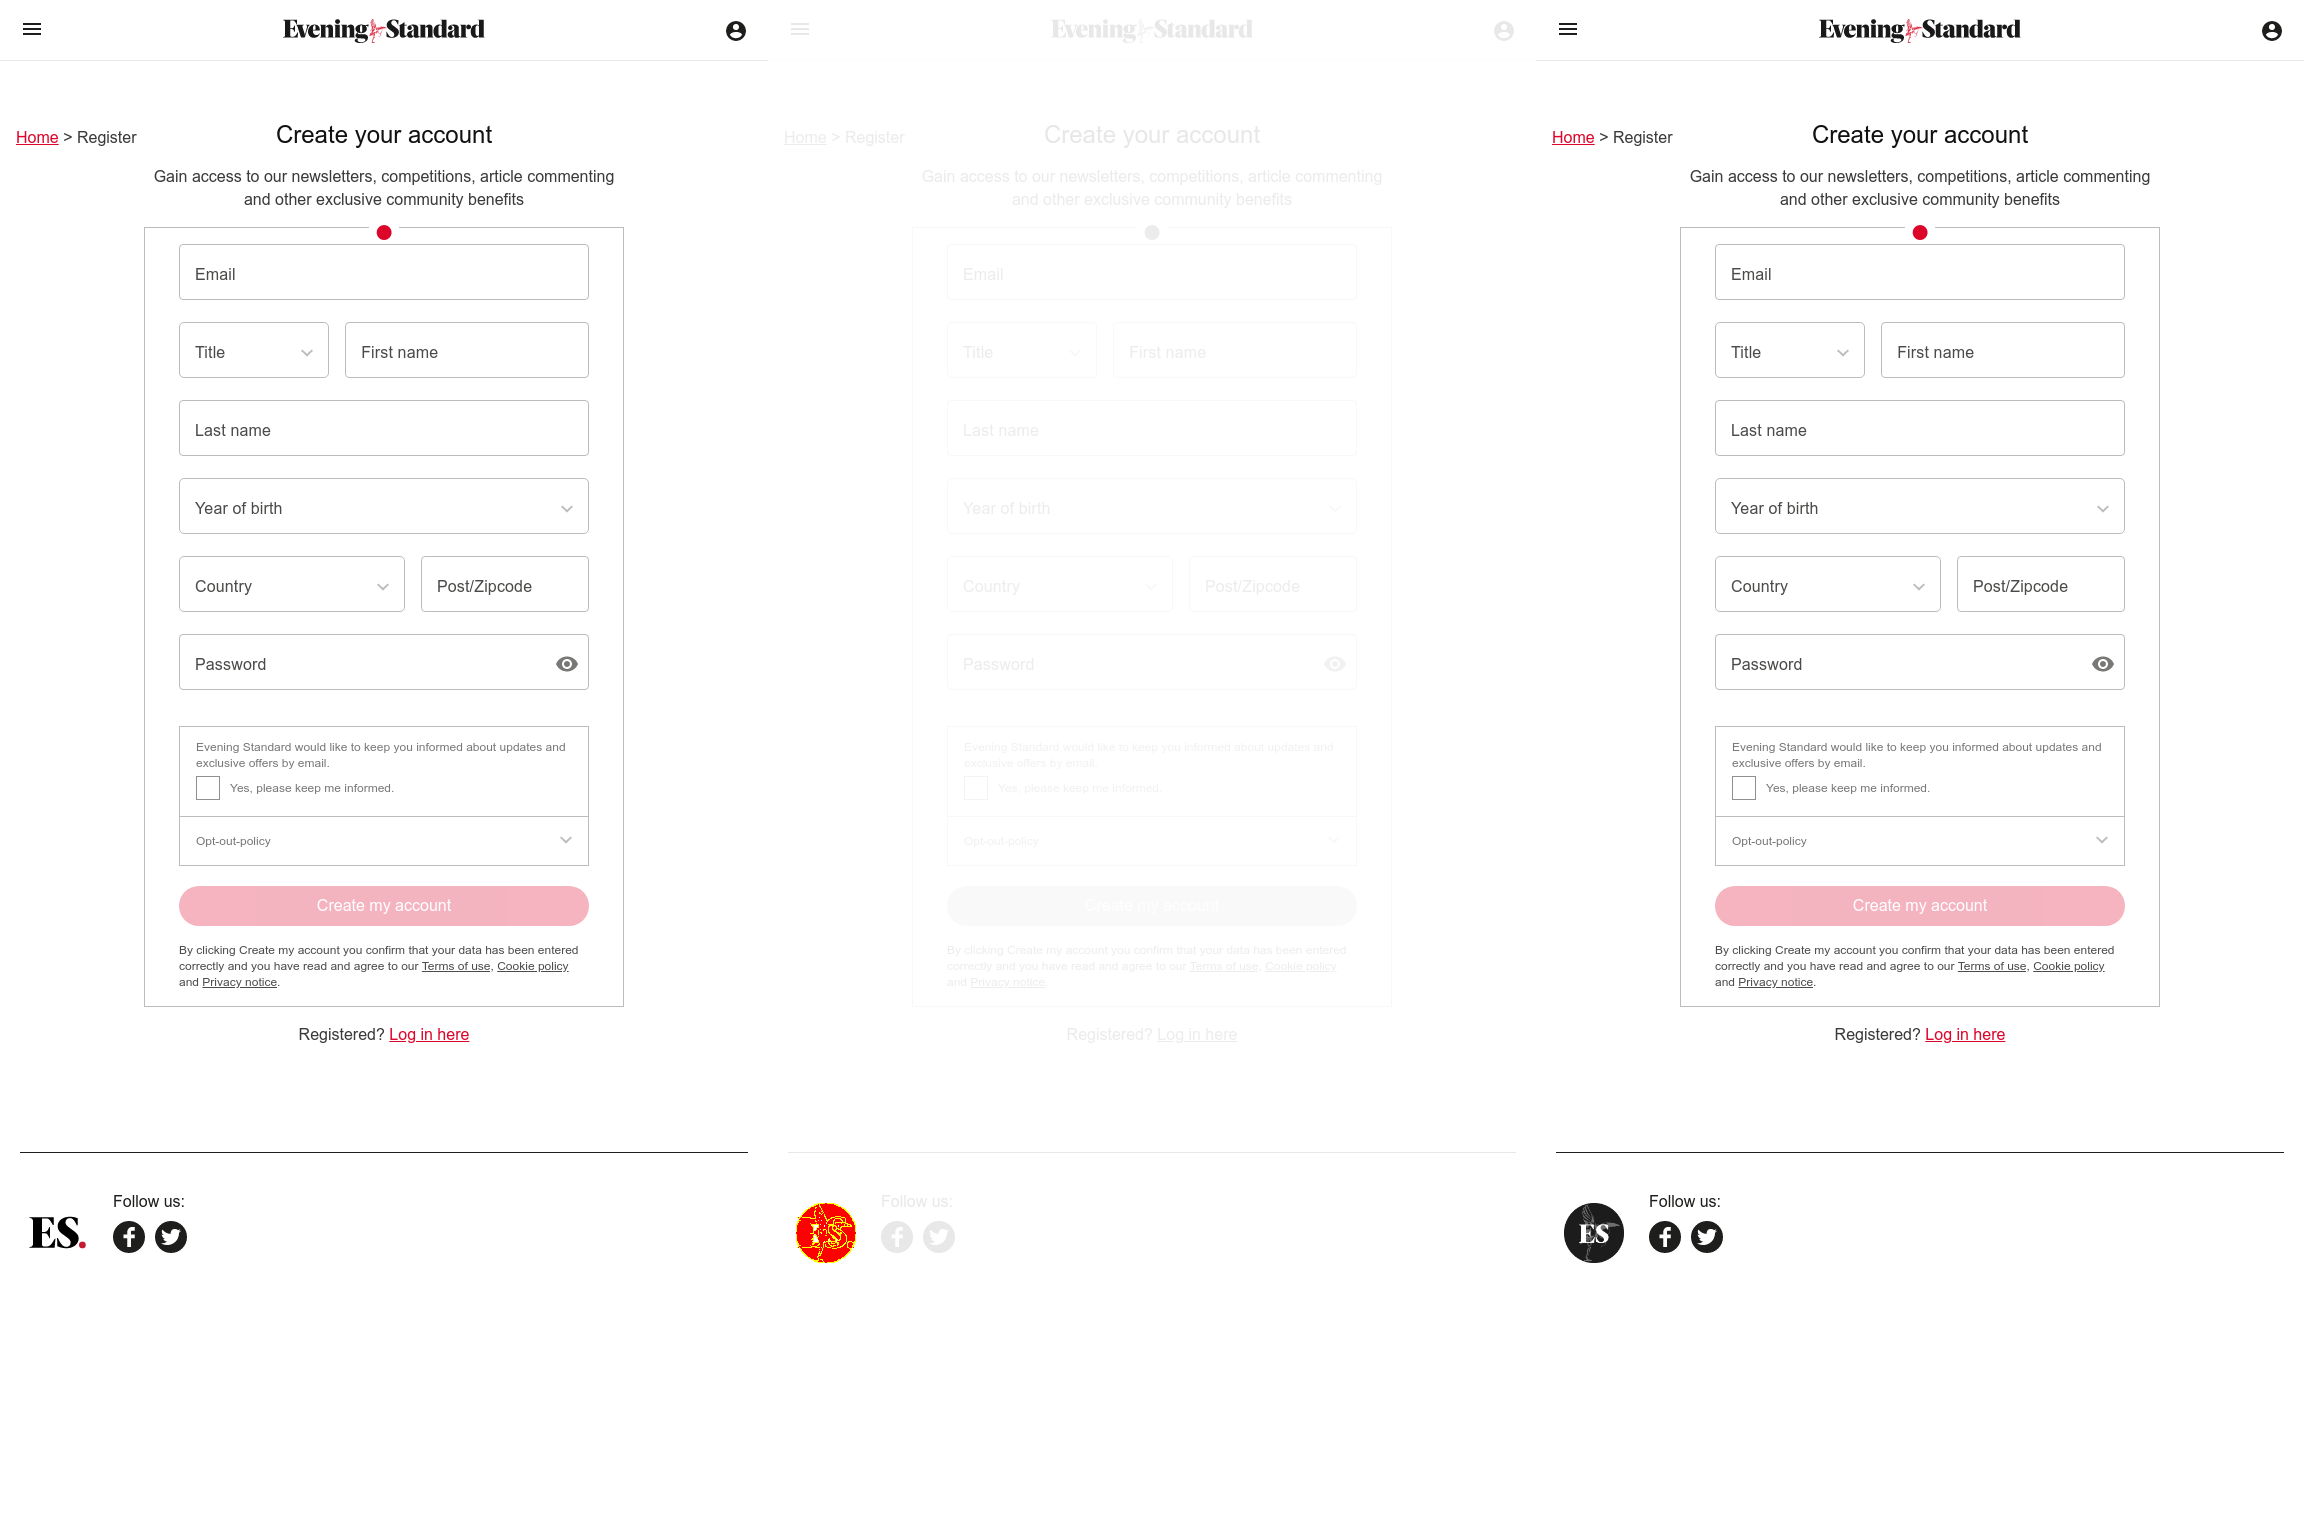 Evening Standard
Home > Register
Create your account
Gain access to our newsletters, competitions, article commenting
and other exclusive community benefits
Email
Title
First name
Last name
Year of birth
Country
Post/Zipcode
Password
Evening Standard would like to keep you informed about updates and
exclusive offers by email.
Yes, please keep me informed.
Opt-out-policy
Create my account
By clicking Create my account you confirm that your data has been entered
correctly and you have read and agree to our Terms of use, Cookie policy
and Privacy notice.
Registered? Log in here
Follow us:
ES.
Evening Standard
Home > Register
Create your account
Gain access to our newsletters, competitions, article commenting
and other exclusive community benefits
Email
Title
First name
Last name
Year of birth
Country
Post/Zipcode
Password
Evening Standard would like to keep you informed about updates and
exclusive offers by email.
Yes, please keep me informed.
Opt-out-policy
Create my account
By clicking Create my account you confirm that your data has been entered
correctly and you have read and agree to our Terms of use, Cookie policy
and Privacy notice.
Registered? Log in here
Follow us:
ES
Evening Standard
Home > Register
Create your account
Gain access to our newsletters, competitions, article commenting
and other exclusive community benefits
Email
Title
First name
Last name
Year of birth
Country
Post/Zipcode
Password
Evening Standard would like to keep you informed about updates and
exclusive offers by email.
Yes, please keep me informed.
Opt-out-policy
Create my account
By clicking Create my account you confirm that your data has been entered
correctly and you have read and agree to our Terms of use, Cookie policy
and Privacy notice.
Registered? Log in here
Follow us:
ES